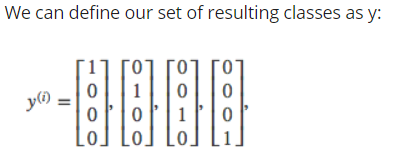 We can define our set of resulting classes as y:
y⁽ⁱ⁾ = [1 0 0 0], [0 1 0 0], [0 0 1 0], [0 0 0 1],